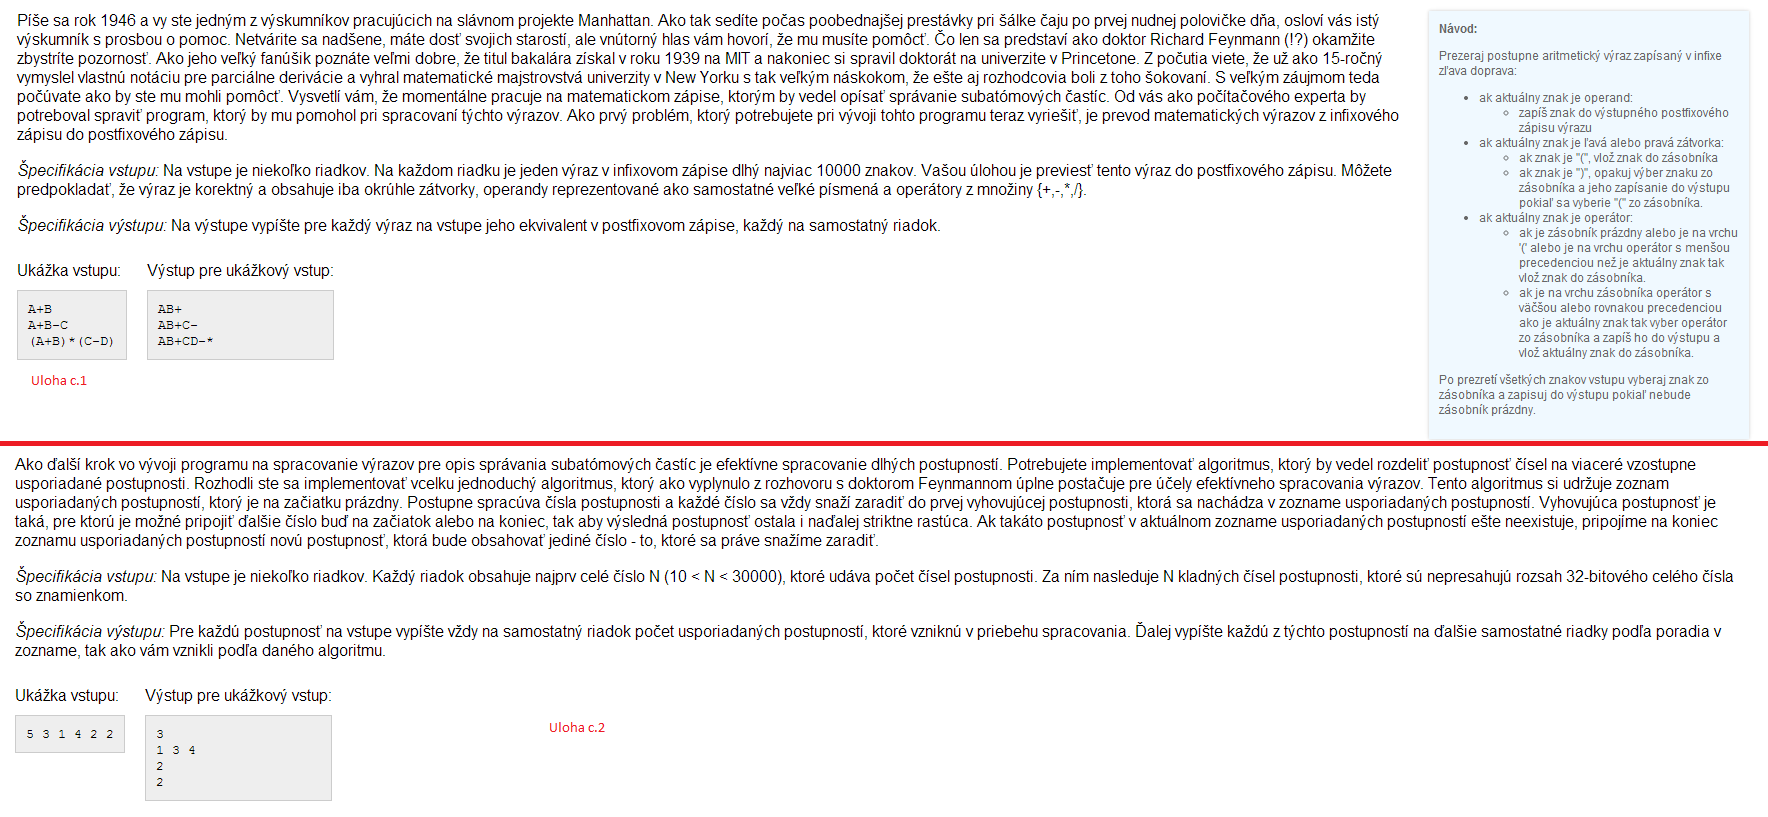 Píše sa rok 1946 a vy ste jedným z výskumníkov pracujúcich na slávnom projekte Manhattan. Ako tak sedíte počas poobednajšej prestávky pri šálke čaju po prvej nudnej polovičke dňa, osloví vás istý
výskumník s prosbou o pomoc. Netvárite sa nadšene, máte dosť svojich starostí, ale vnútorný hlas vám hovorí, že mu musíte pomôcť. Čo len sa predstaví ako doktor Richard Feynmann (!?) okamžite
zbystríte pozornosť. Ako jeho veľký fanúšik poznáte veľmi dobre, že titul bakalára získal v roku 1939 na MIT a nakoniec si spravil doktorát na univerzite v Princetone. Z počutia viete, že už ako 15-ročný
vymyslel vlastnú notáciu pre parciálne derivácie a vyhral matematické majstrovstvá univerzity v New Yorku s tak veľkým náskokom, že ešte aj rozhodcovia boli z toho šokovaní. S veľkým záujmom teda
počúvate ako by ste mu mohli pomôcť. Vysvetlí vám, že momentálne pracuje na matematickom zápise, ktorým by vedel opísať správanie subatómových častíc. Od vás ako počítačového experta by
potreboval spraviť program, ktorý by mu pomohol pri spracovaní týchto výrazov. Ako prvý problém, ktorý potrebujete pri vývoji tohto programu teraz vyriešiť, je prevod matematických výrazov z infixového
zápisu do postfixového zápisu.
Špecifikácia vstupu: Na vstupe je niekoľko riadkov. Na každom riadku je jeden výraz v infixovom zápise dlhý najviac 10000 znakov. Vašou úlohou je previesť tento výraz do postfixového zápisu. Môžete
predpokladať, že výraz je korektný a obsahuje iba okrúhle zátvorky, operandy reprezentované ako samostatné veľké písmená a operátory z množiny {+,-,*,/}.
Špecifikácia výstupu: Na výstupe vypíšte pre každý výraz na vstupe jeho ekvivalent v postfixovom zápise, každý na samostatný riadok.
Ukážka vstupu:
A+B
A+B-C
(A+B)*(C-D)
Výstup pre ukážkový vstup:
AB+
AB+C-
AB+CD-*
Uloha c.1
Návod:
Prezeraj postupne aritmetický výraz zapísaný v infixe
zľava doprava:
• ak aktuálny znak je operand:
◦ zapíš znak do výstupného postfixového
zápisu výrazu
• ak aktuálny znak je ľavá alebo pravá zátvorka:
◦ ak znak je "(", vlož znak do zásobníka
◦ ak znak je ")", opakuj výber znaku zo
zásobníka a jeho zapísanie do výstupu
pokiaľ sa vyberie "(" zo zásobníka.
• ak aktuálny znak je operátor:
◦ ak je zásobník prázdny alebo je na vrchu
'(' alebo je na vrchu operátor s menšou
precedenciou než je aktuálny znak tak
vlož znak do zásobníka.
◦ ak je na vrchu zásobníka operátor s
väčšou alebo rovnakou precedenciou
ako je aktuálny znak tak vyber operátor
zo zásobníka a zapíš ho do výstupu a
vlož aktuálny znak do zásobníka.
Po prezretí všetkých znakov vstupu vyberaj znak zo
zásobníka a zapisuj do výstupu pokiaľ nebude
zásobník prázdny.
Ako ďalší krok vo vývoji programu na spracovanie výrazov pre opis správania subatómových častíc je efektívne spracovanie dlhých postupností. Potrebujete implementovať algoritmus, ktorý by vedel rozdeliť postupnosť čísel na viaceré vzostupne
usporiadané postupnosti. Rozhodli ste sa implementovať vcelku jednoduchý algoritmus, ktorý ako vyplynulo z rozhovoru s doktorom Feynmannom úplne postačuje pre účely efektívneho spracovania výrazov. Tento algoritmus si udržuje zoznam
usporiadaných postupností, ktorý je na začiatku prázdny. Postupne spracúva čísla postupnosti a každé číslo sa vždy snaží zaradiť do prvej vyhovujúcej postupnosti, ktorá sa nachádza v zozname usporiadaných postupností. Vyhovujúca postupnosť je
taká, pre ktorú je možné pripojiť ďalšie číslo buď na začiatok alebo na koniec, tak aby výsledná postupnosť ostala i naďalej striktne rastúca. Ak takáto postupnosť v aktuálnom zozname usporiadaných postupností ešte neexistuje, pripojíme na koniec
zoznamu usporiadaných postupností novú postupnosť, ktorá bude obsahovať jediné číslo - to, ktoré sa práve snažíme zaradiť.
Špecifikácia vstupu: Na vstupe je niekoľko riadkov. Každý riadok obsahuje najprv celé číslo N (10 < N < 30000), ktoré udáva počet čísel postupnosti. Za ním nasleduje N kladných čísel postupnosti, ktoré sú nepresahujú rozsah 32-bitového celého čísla
so znamienkom.
Špecifikácia výstupu: Pre každú postupnosť na vstupe vypíšte vždy na samostatný riadok počet usporiadaných postupností, ktoré vzniknú v priebehu spracovania. Ďalej vypíšte každú z týchto postupností na ďalšie samostatné riadky podľa poradia v
zozname, tak ako vám vznikli podľa daného algoritmu.
Ukážka vstupu:
5 3 1 4 2 2
Výstup pre ukážkový vstup:
3
1 3 4
2
2
Uloha c.2